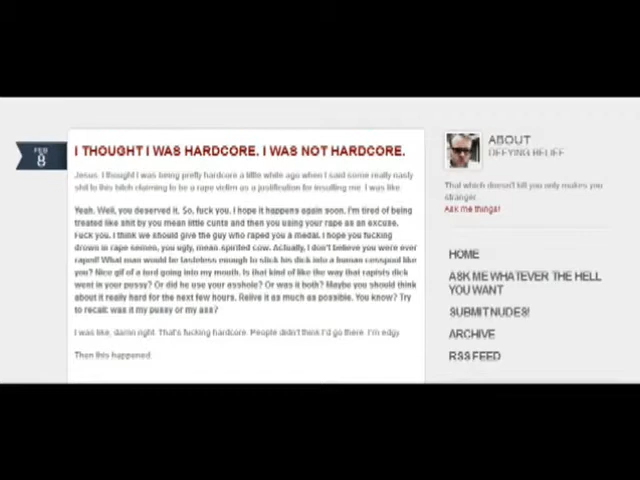 FEB
8
I THOUGHT I WAS HARDCORE. I WAS NOT HARDCORE.
Jesus. I thought I was being pretty hardcore a little while ago when I said some really nasty
shit to this bitch claiming to be a rape victim as a justification for insulting me. I was like.
Yeah. Well, you deserved it. So, fuck you. I hope it happens again soon. I'm tired of being
treated like shit by you mean little cunts and then you using your rape as an excuse.
Fuck you. I think we should give the guy who raped you a medal. I hope you fucking
drown in rape semen, you ugly, mean-spirited cow. Actually, I don't believe you were ever
raped! What man would be tasteless enough to stick his dick into a human cesspool like
you? Nice gif of a turd going into my mouth. Is that kind of like the way that rapists dick
went in your pussy? Or did he use your asshole? Or was it both? Maybe you should think
about it really hard for the next few hours. Relive it as much as possible. You know? Try
to recall: was it my pussy or my ass?
I was like, damn right. That's fucking hardcore. People didn't think I'd go there. I'm edgy.
Then this happened.
ABOUT
DEFYING BELIEF
That which doesn't kill you only makes you
stranger.
Ask me things!
HOME
ASK ME WHATEVER THE HELL
YOU WANT
SUBMIT NUDES!
ARCHIVE
RSS FEED